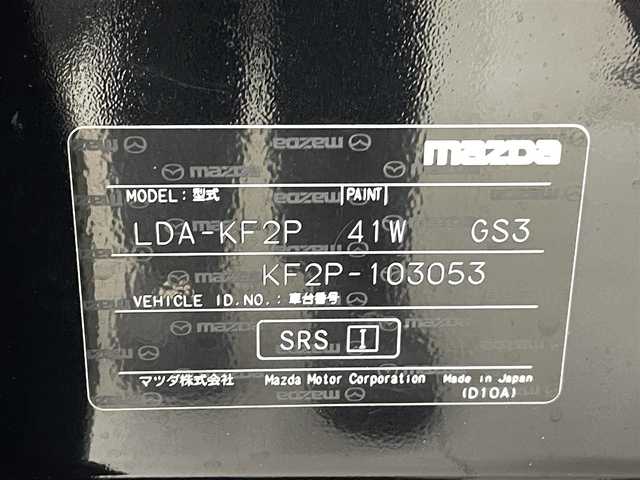 mazda
MODEL:型式 PAINT
LDA-KF2P 41W GS3
KF2P-103053
VEHICLE ID.NO.:車台番号
SRS I
マツダ株式会社 Mazda Motor Corporation Made in Japan
(D10A)